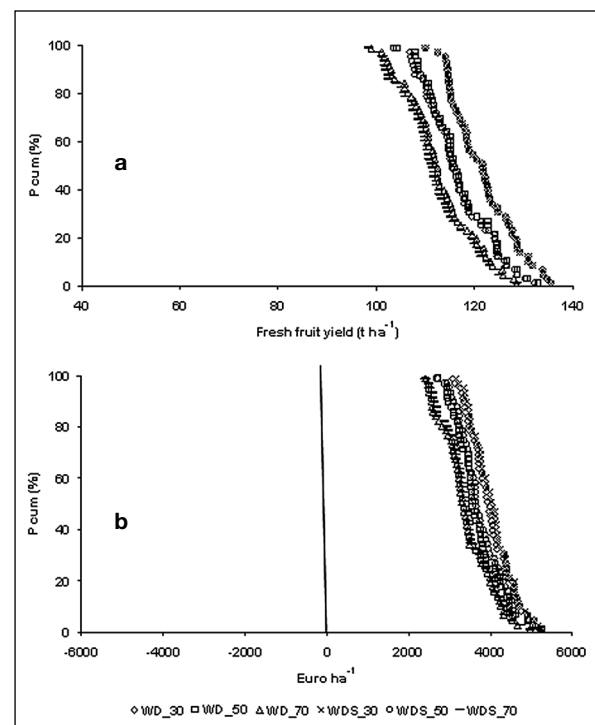 100
80
60
40
20
0
P cum (%)
a
40 60 80 100 120 140
Fresh fruit yield (t ha⁻¹)
100
80
60
40
20
0
P cum (%)
b
-6000 -4000 -2000 0 2000 4000 6000
Euro ha⁻¹
WD_30 WD_50 WD_70 WDS_30 WDS_50 WDS_70